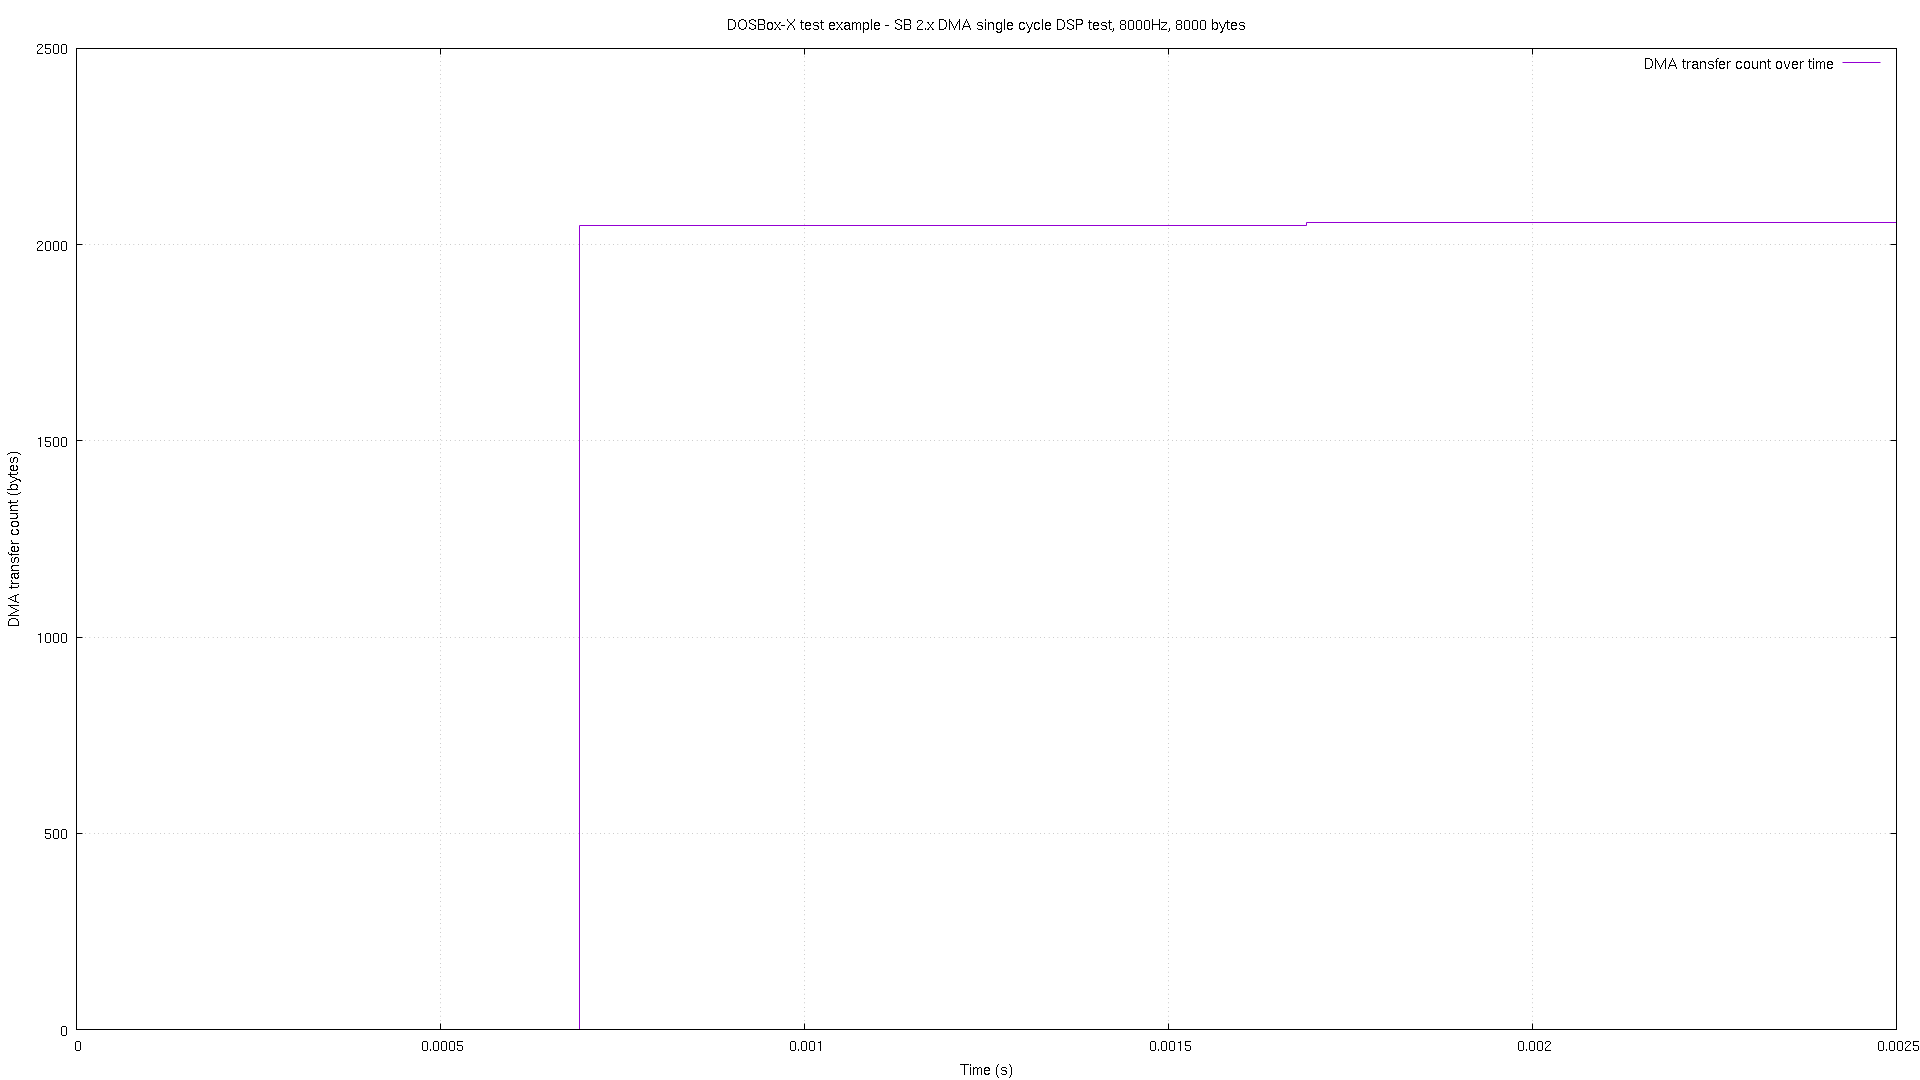 DOSBox-X test example - SB 2.x DMA single cycle DSP test, 8000Hz, 8000 bytes
DMA transfer count over time
DMA transfer count (bytes)
2500
2000
1500
1000
500
0
0 0.0005 0.001 0.0015 0.002 0.0025
Time (s)